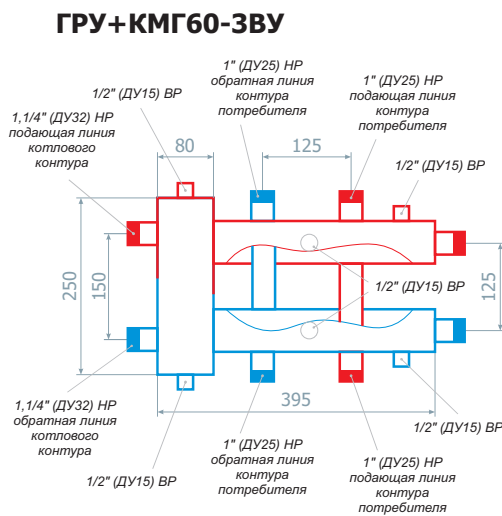 ГРУ+КМГ60-3ВУ
1" (ДУ25) НР
обратная линия
контура
потребителя
1" (ДУ25) НР
подающая линия
контура
потребителя
1/2" (ДУ15) ВР
1,1/4" (ДУ32) НР
подающая линия
котлового
контура
80
125
1/2" (ДУ15) ВР
250
150
1/2" (ДУ15) ВР
125
395
1,1/4" (ДУ32) НР
обратная линия
котлового
контура
1/2" (ДУ15) ВР
1" (ДУ25) НР
обратная линия
контура
потребителя
1" (ДУ25) НР
подающая линия
контура
потребителя
1/2" (ДУ15) ВР